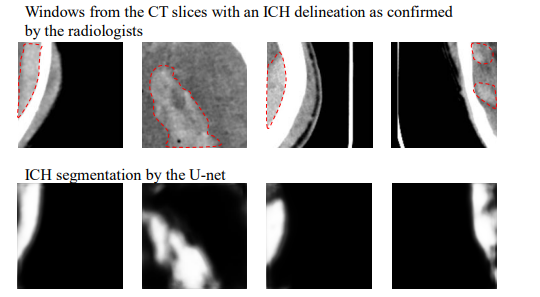 Windows from the CT slices with an ICH delineation as confirmed
by the radiologists
ICH segmentation by the U-net